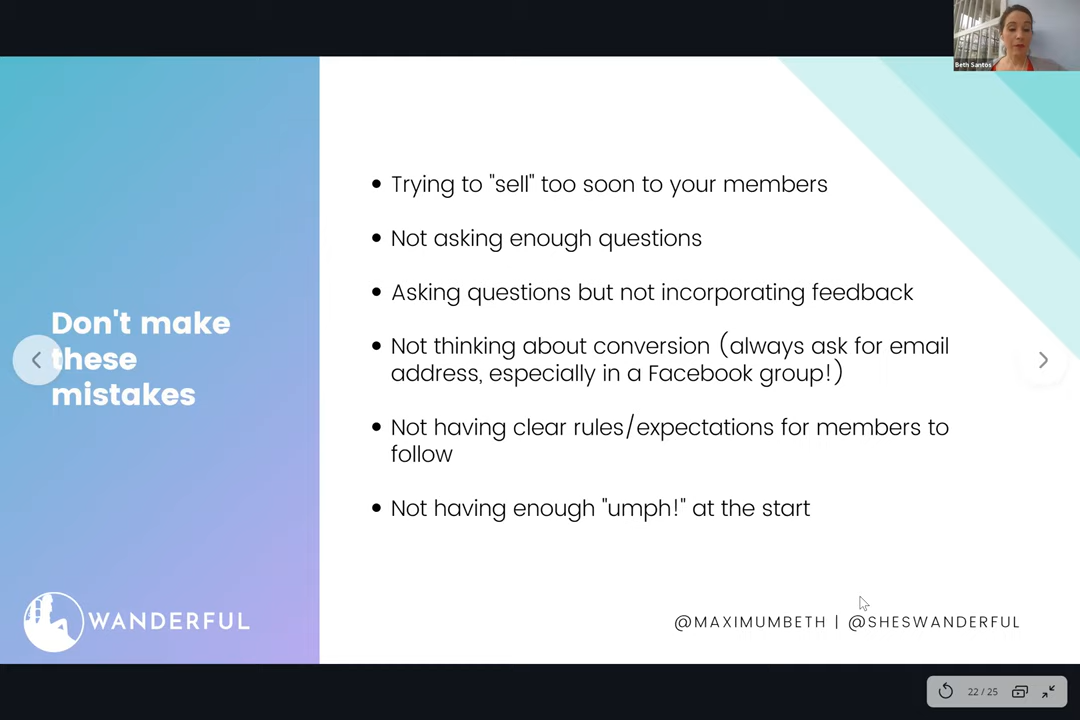 Beth Santos
Don't make
these
mistakes
• Trying to "sell" too soon to your members
• Not asking enough questions
• Asking questions but not incorporating feedback
• Not thinking about conversion (always ask for email
address, especially in a Facebook group!)
• Not having clear rules/expectations for members to
follow
• Not having enough "umph!" at the start
WANDERFUL
@MAXIMUMBETH | @SHESWANDERFUL
22 / 25